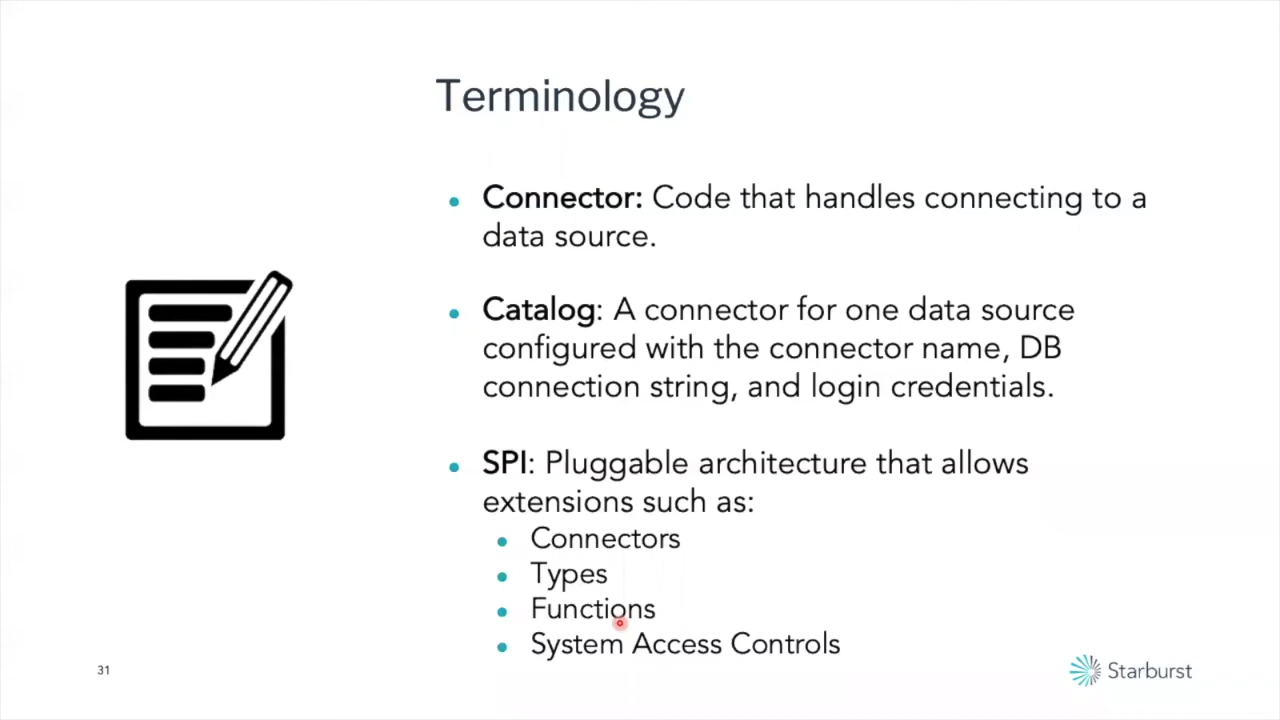 Terminology
Connector: Code that handles connecting to a
data source.
Catalog: A connector for one data source
configured with the connector name, DB
connection string, and login credentials.
SPI: Pluggable architecture that allows
extensions such as:
Connectors
Types
Functions
System Access Controls
31
Starburst